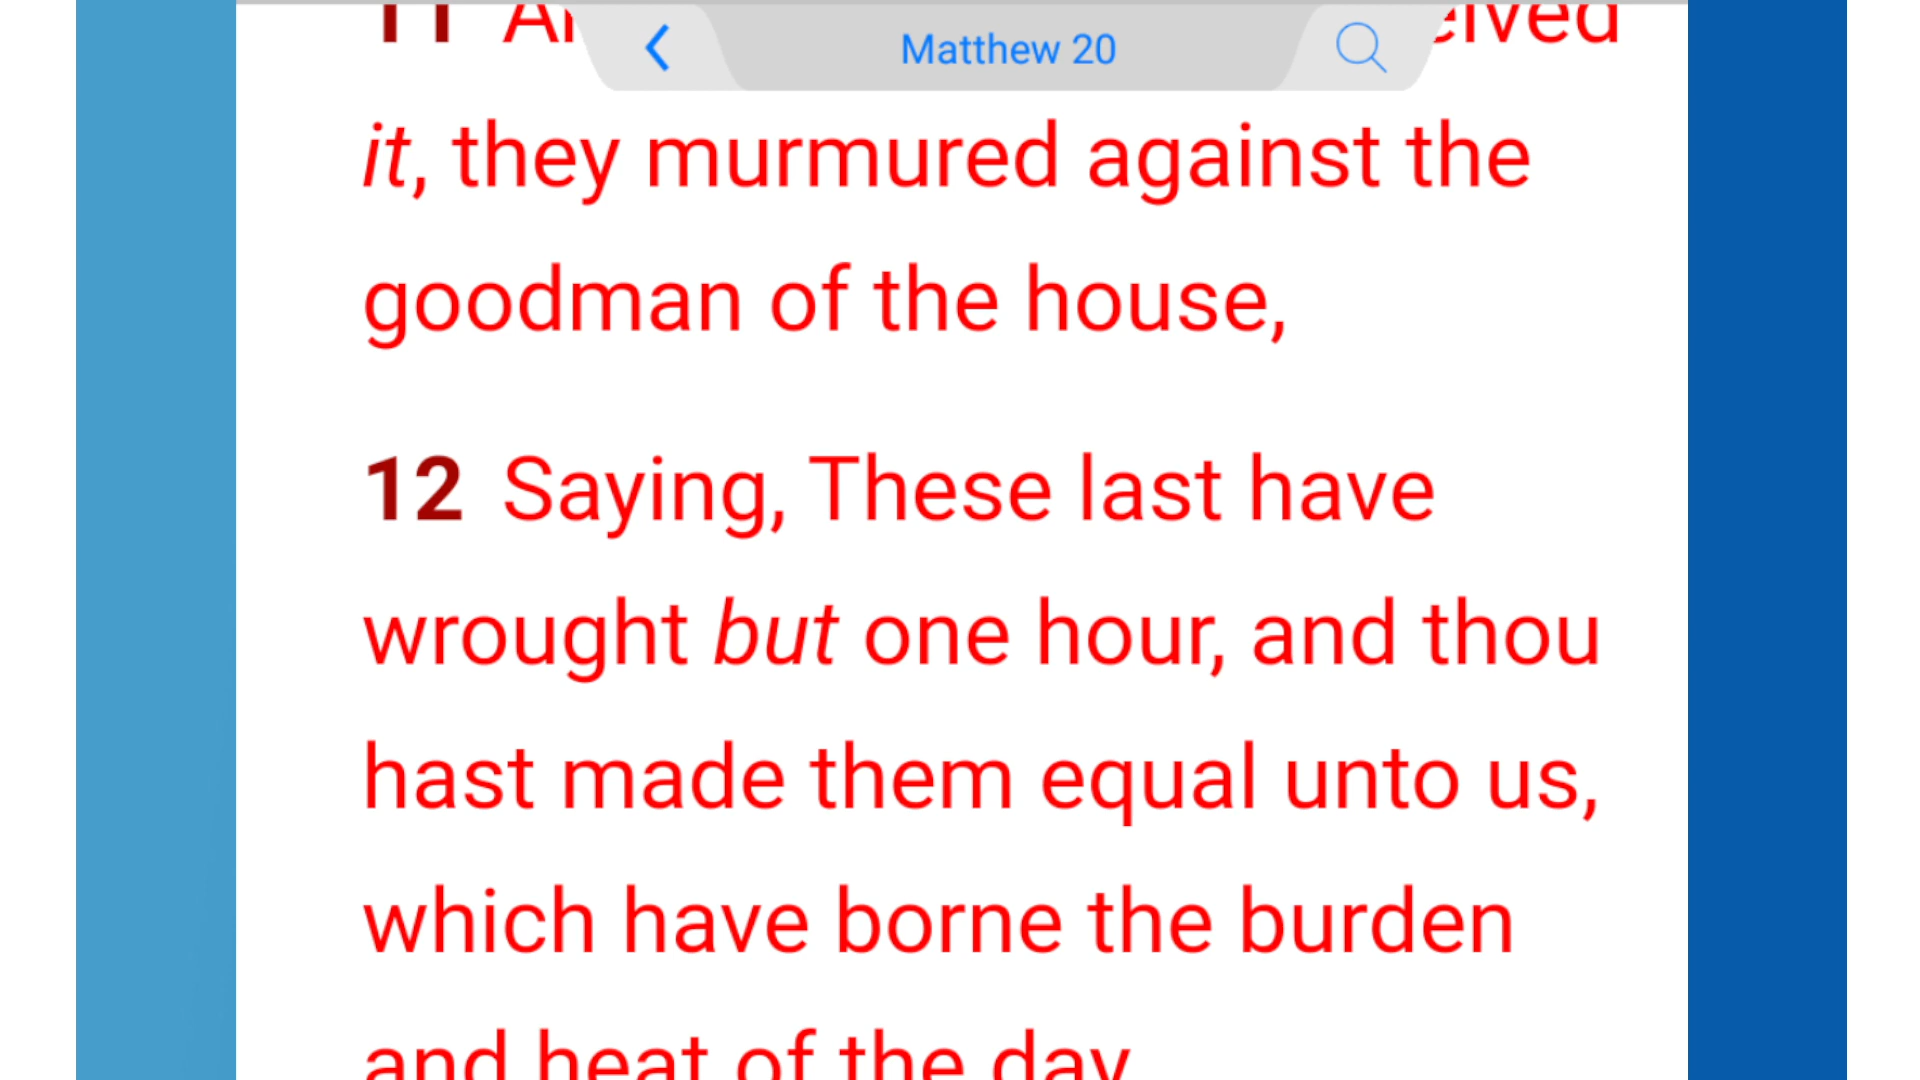 Matthew 20
11
it, they murmured against the
goodman of the house,
12 Saying, These last have
wrought but one hour, and thou
hast made them equal unto us,
which have borne the burden
and heat of the day